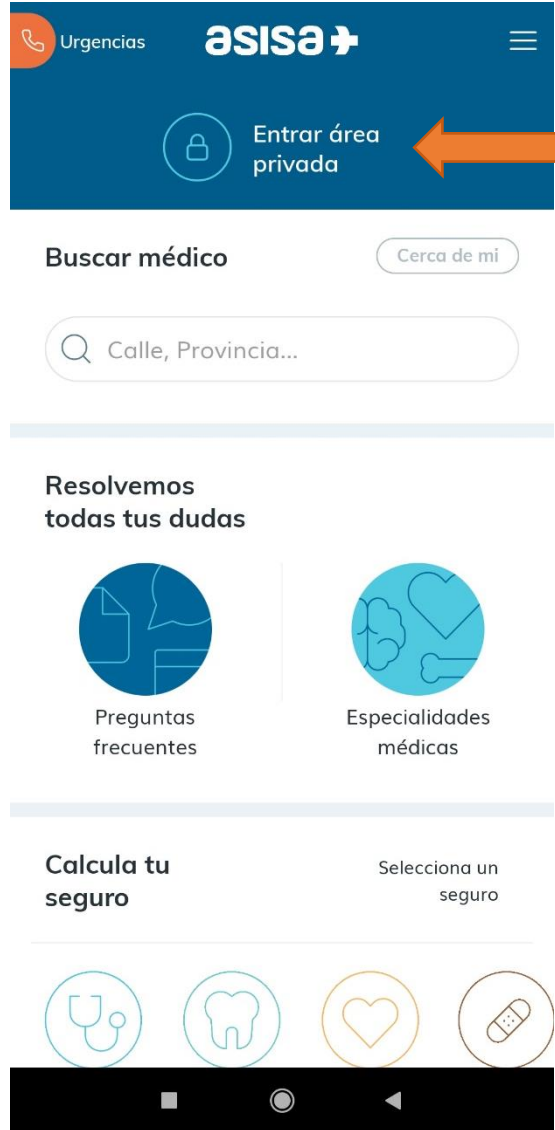 Urgencias
asisa
Entrar área
privada
Buscar médico
Cerca de mi
Calle, Provincia...
Resolvemos
todas tus dudas
Preguntas
frecuentes
Especialidades
médicas
Calcula tu
seguro
Selecciona un
seguro